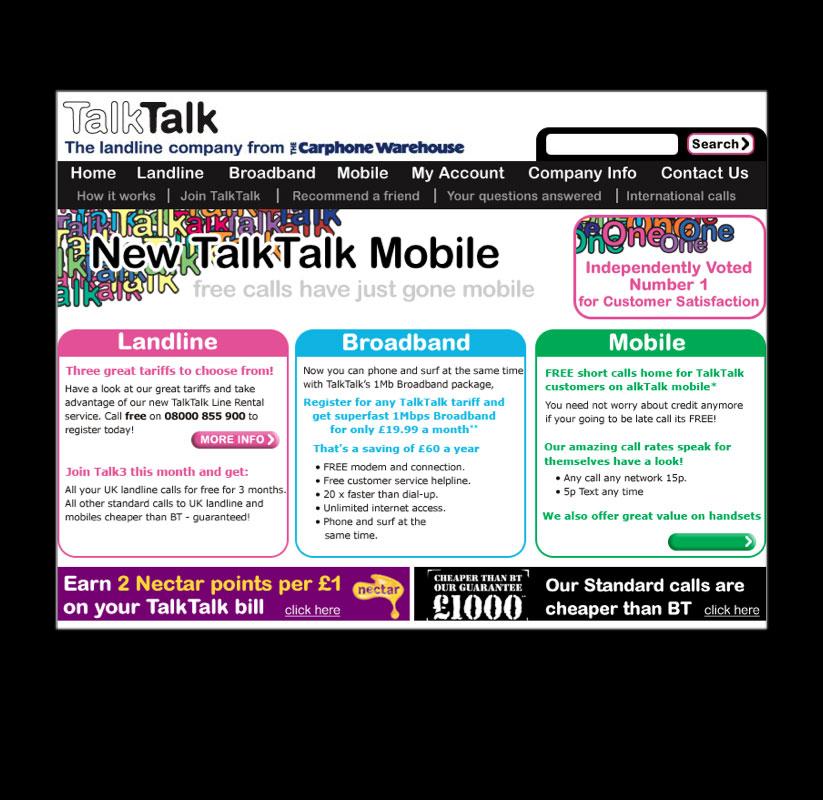 TalkTalk
The landline company from THE Carphone Warehouse
Search
Home Landline Broadband Mobile My Account Company Info Contact Us
How it works | Join TalkTalk | Recommend a friend | Your questions answered | International calls
New TalkTalk Mobile
free calls have just gone mobile
One One One One
Independently Voted
Number 1
for Customer Satisfaction
Landline
Three great tariffs to choose from!
Have a look at our great tariffs and take
advantage of our new TalkTalk Line Rental
service. Call free on 08000 855 900 to
register today!
MORE INFO
Join Talk3 this month and get:
All your UK landline calls for free for 3 months.
All other standard calls to UK landline and
mobiles cheaper than BT - guaranteed!
Broadband
Now you can phone and surf at the same time
with TalkTalk's 1Mb Broadband package,
Register for any TalkTalk tariff and
get superfast 1Mbps Broadband
for only £19.99 a month**
That's a saving of £60 a year
• FREE modem and connection.
• Free customer service helpline.
• 20 x faster than dial-up.
• Unlimited internet access.
• Phone and surf at the
same time.
Mobile
FREE short calls home for TalkTalk
customers on alkTalk mobile*
You need not worry about credit anymore
if your going to be late call its FREE!
Our amazing call rates speak for
themselves have a look!
• Any call any network 15p.
• 5p Text any time
We also offer great value on handsets
Earn 2 Nectar points per £1
on your TalkTalk bill click here
nectar
CHEAPER THAN BT
OUR GUARANTEE
£1000
Our Standard calls are
cheaper than BT click here